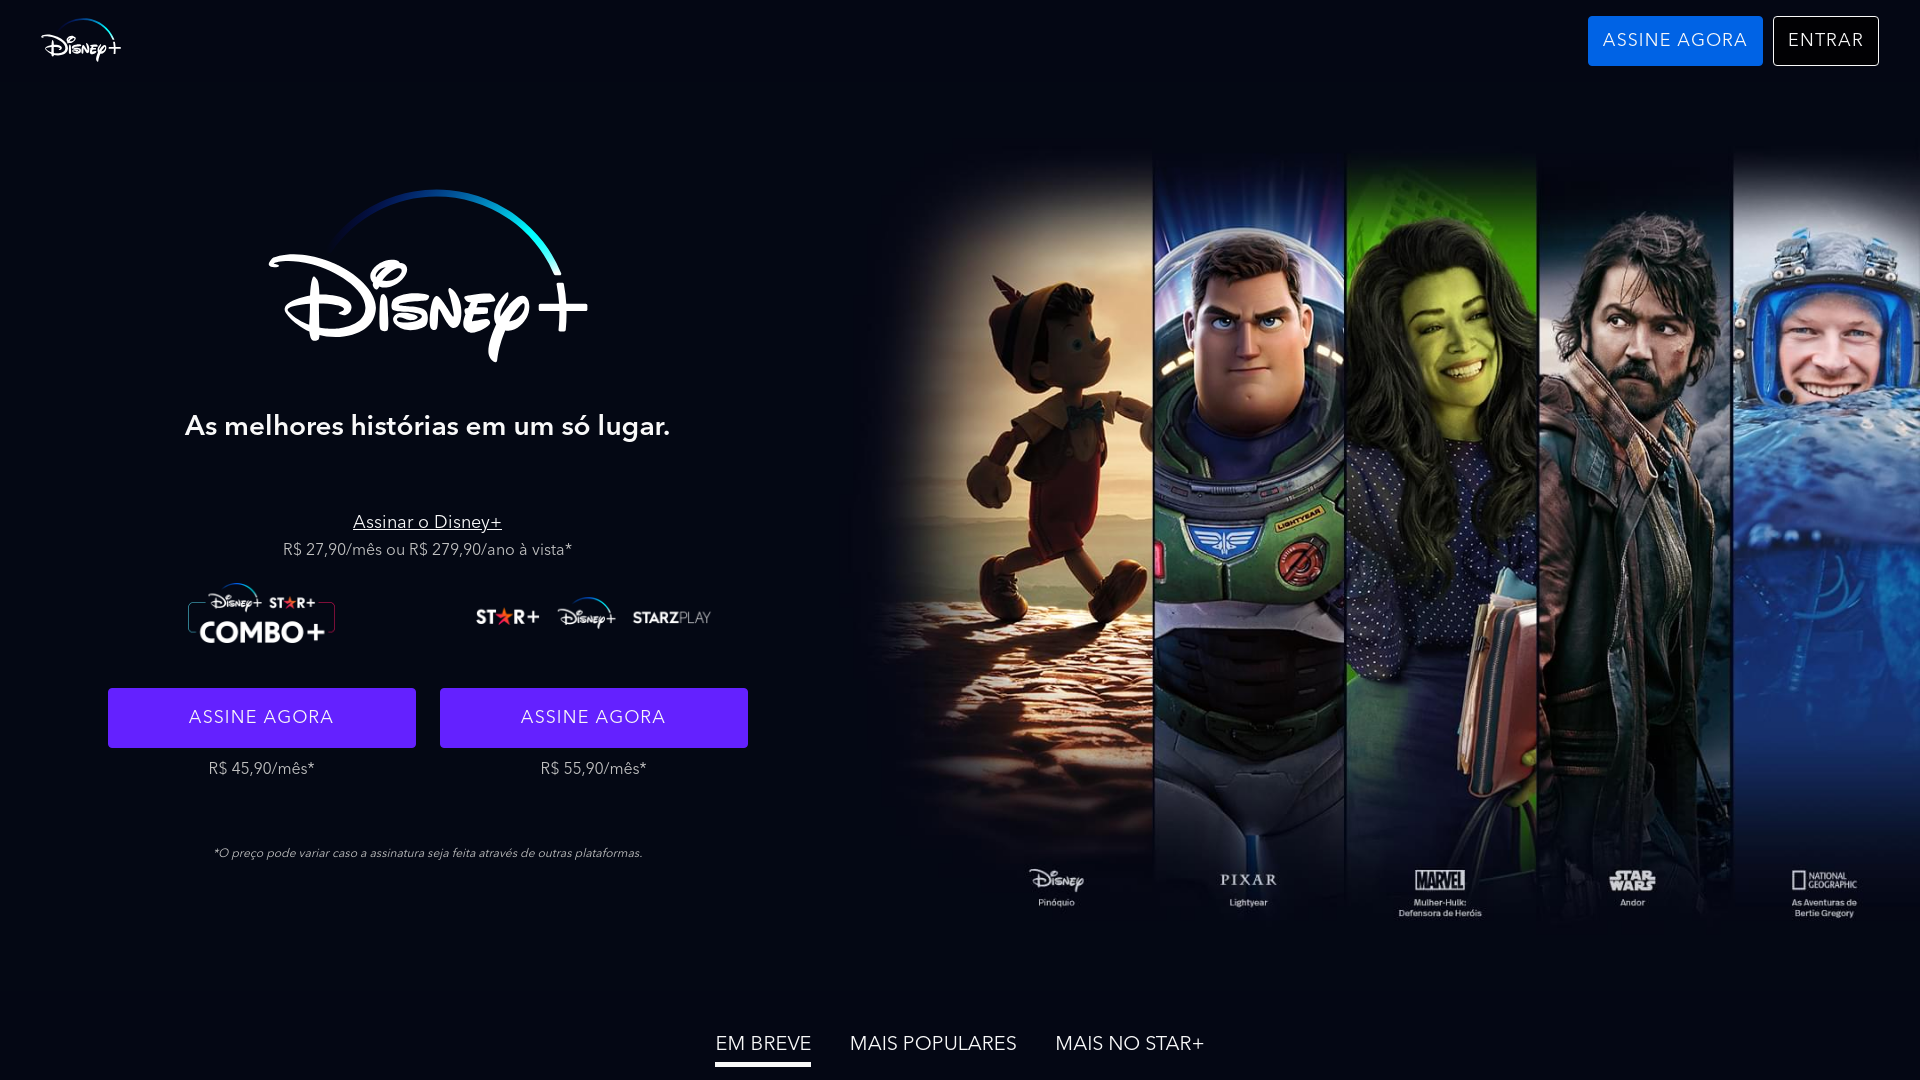 Disney+
ASSINE AGORA
ENTRAR
Disney+
As melhores histórias em um só lugar.
Assinar o Disney+
R$ 27,90/mês ou R$ 279,90/ano à vista*
Disney+ STAR+
COMBO+
STAR+ Disney+ STARZPLAY
ASSINE AGORA
ASSINE AGORA
R$ 45,90/mês*
R$ 55,90/mês*
*O preço pode variar caso a assinatura seja feita através de outras plataformas.
LIGHTYEAR
Disney
Pinóquio
PIXAR
Lightyear
MARVEL
Mulher-Hulk:
Defensora de Heróis
STAR
WARS
Andor
NATIONAL
GEOGRAPHIC
As Aventuras de
Bertie Gregory
EM BREVE
MAIS POPULARES
MAIS NO STAR+